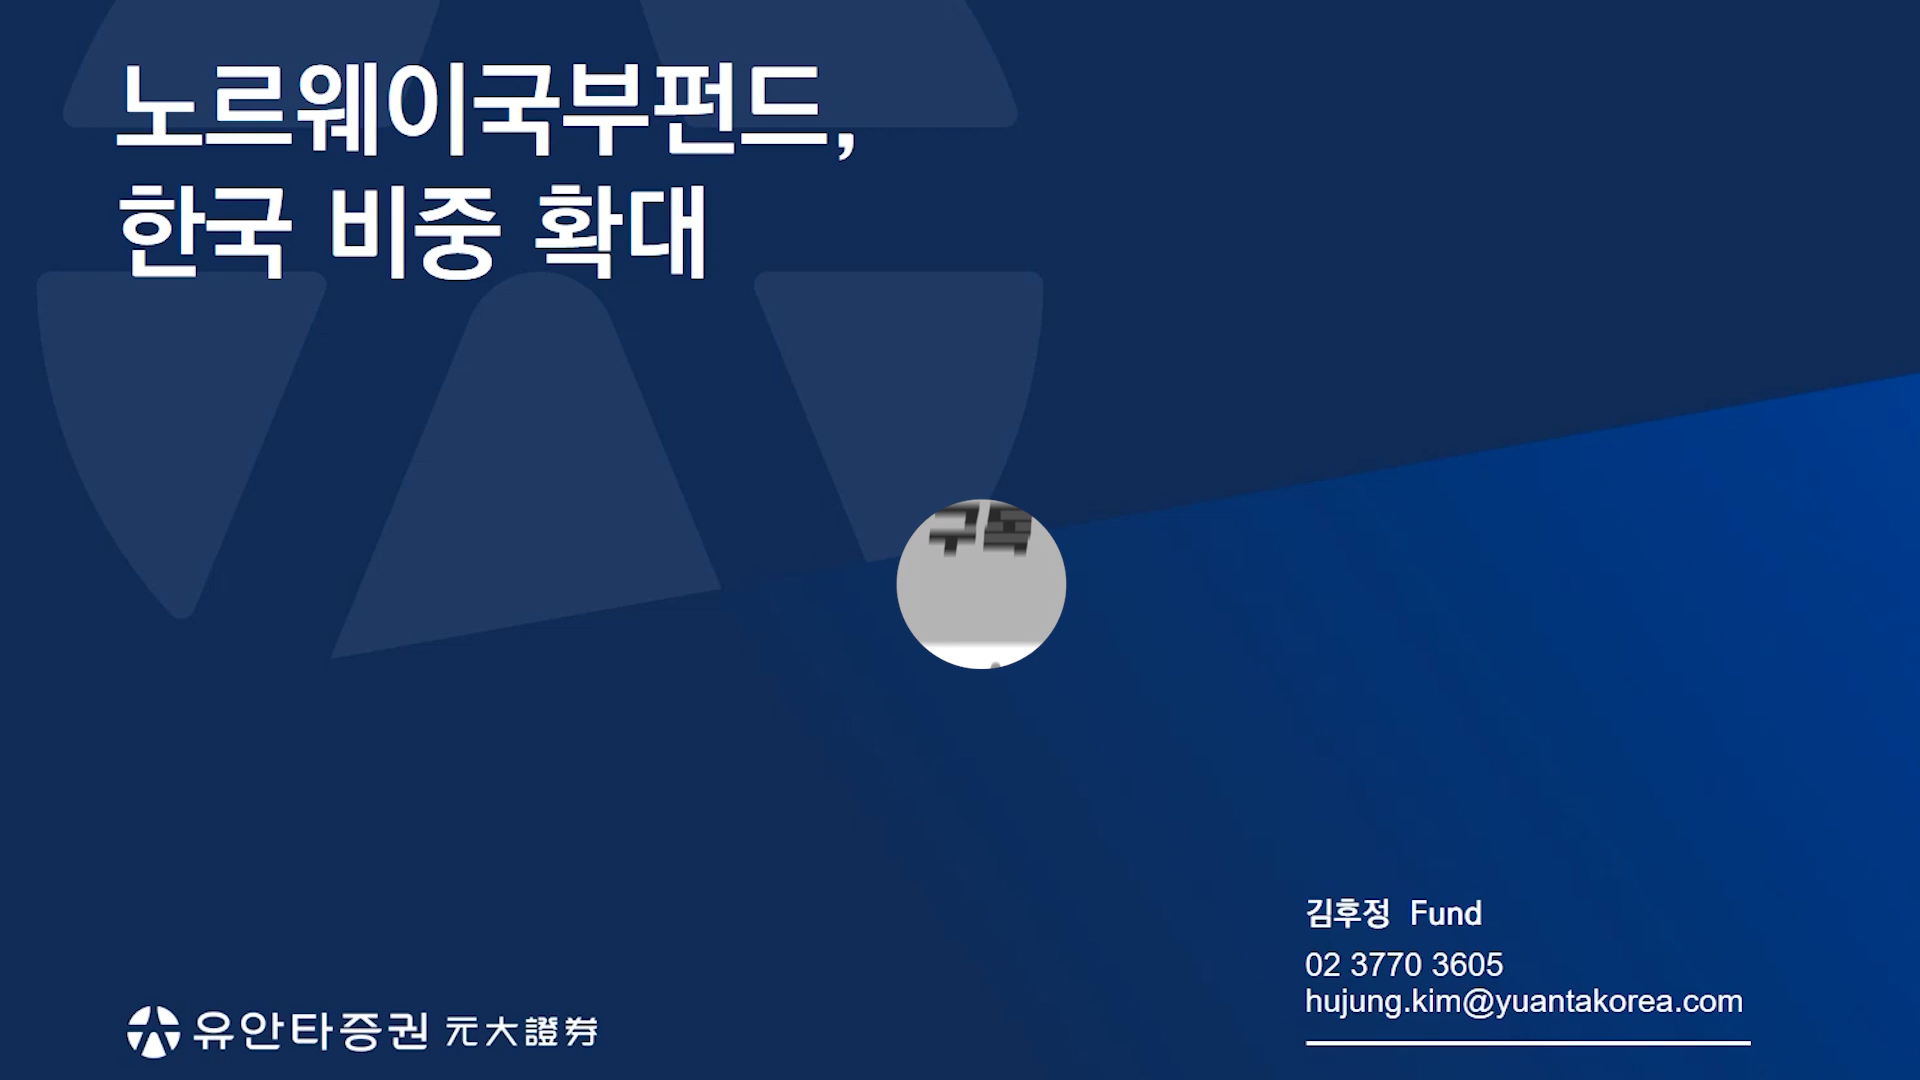 노르웨이국부펀드,
한국 비중 확대
김후정 Fund
02 3770 3605
hujung.kim@yuantakorea.com
유안타증권 元大證券